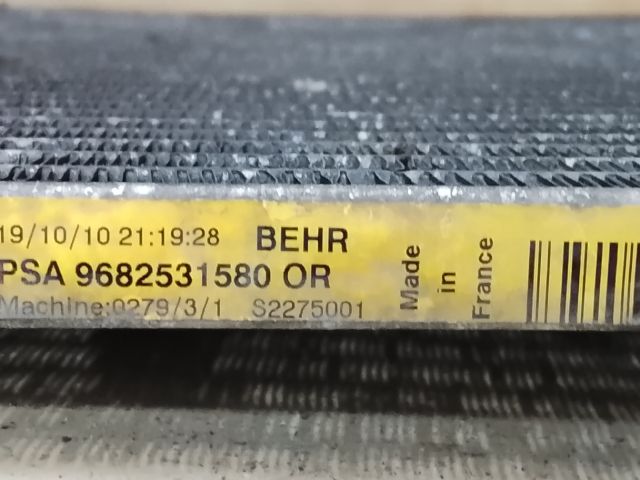 19/10/10 21:19:28 BEHR
PSA 9682531580 OR
Machine:0279/3/1 S2275001
Made
in
France